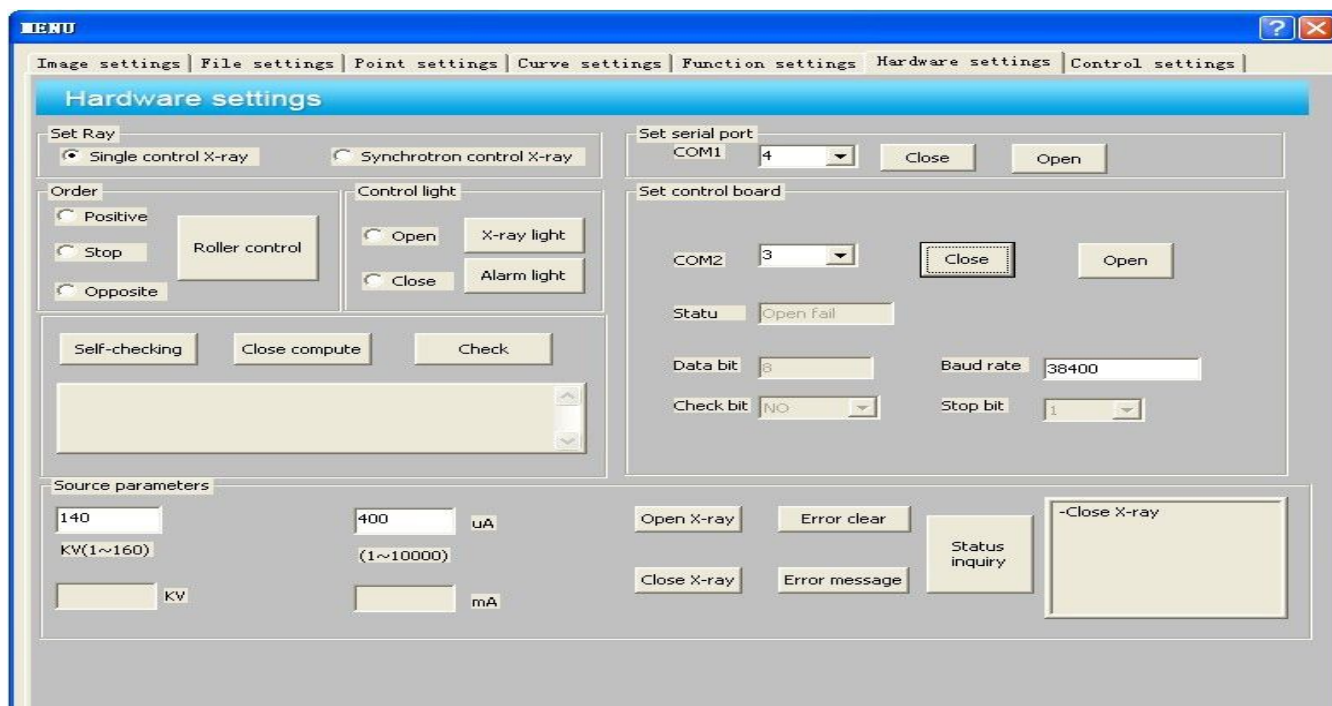 MENU
Image settings File settings Point settings Curve settings Function settings Hardware settings Control settings
Hardware settings
Set Ray
Single control X-ray Synchrotron control X-ray
Set serial port
COM1 4 Close Open
Order
Positive
Stop
Opposite
Roller control
Control light
Open X-ray light
Close Alarm light
Set control board
COM2 3 Close Open
Statu Open fail
Data bit 8 Baud rate 38400
Check bit NO Stop bit 1
Self-checking Close compute Check
Source parameters
140 400 uA
KV(1~160) (1~10000)
KV mA
Open X-ray Error clear
Close X-ray Error message
Status
inquiry
-Close X-ray